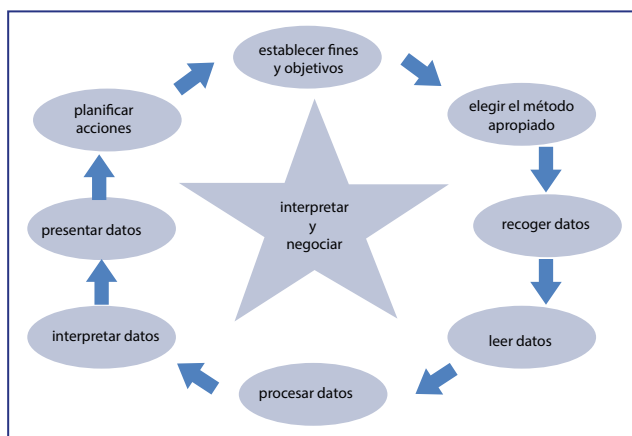 establecer fines
y objetivos
elegir el método
apropiado
recoger datos
leer datos
procesar datos
interpretar datos
presentar datos
planificar
acciones
interpretar
y
negociar